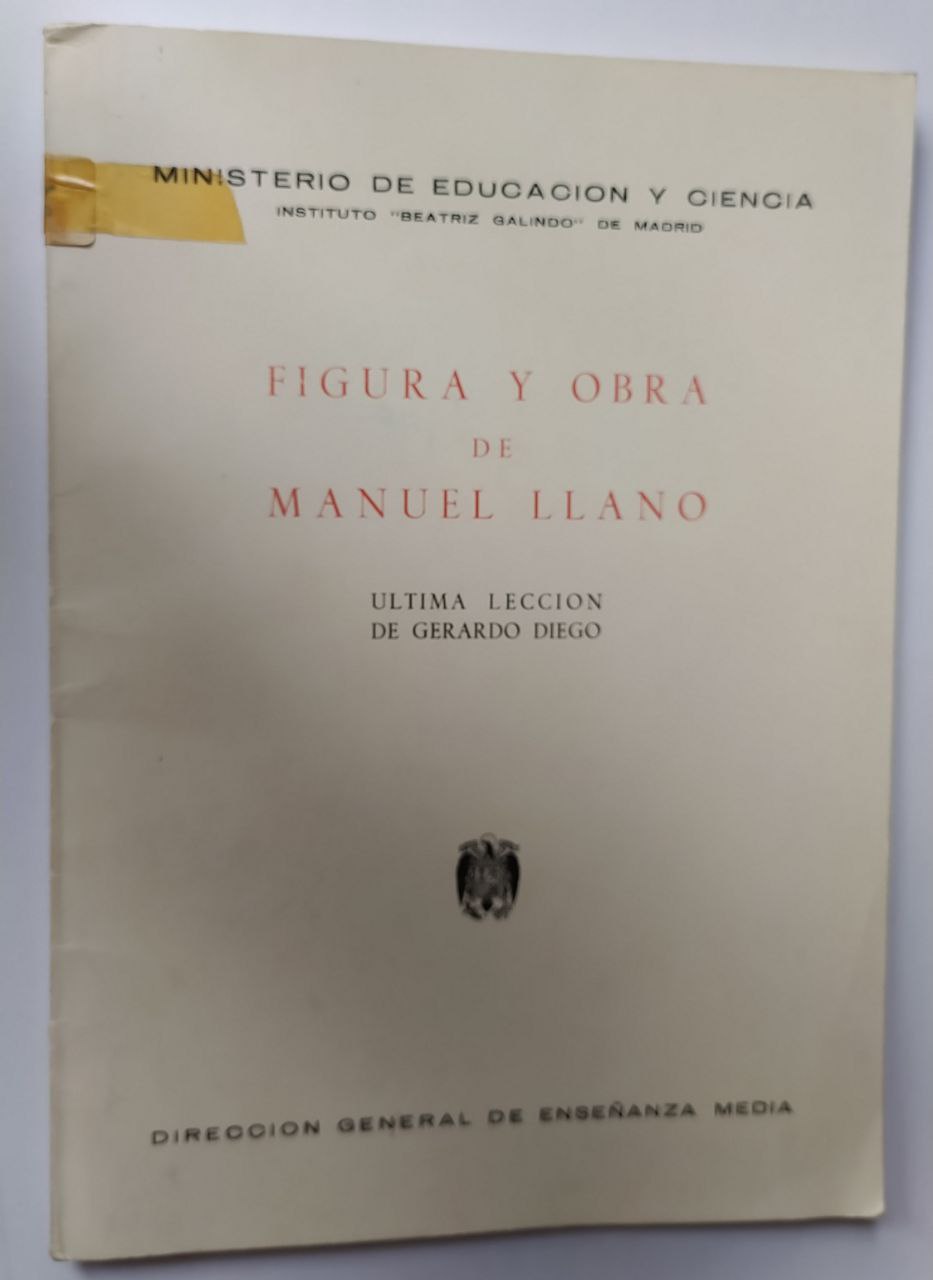 MINISTERIO DE EDUCACION Y CIENCIA
INSTITUTO "BEATRIZ GALINDO" DE MADRID
FIGURA Y OBRA
DE
MANUEL LLANO
ULTIMA LECCION
DE GERARDO DIEGO
DIRECCION GENERAL DE ENSEÑANZA MEDIA